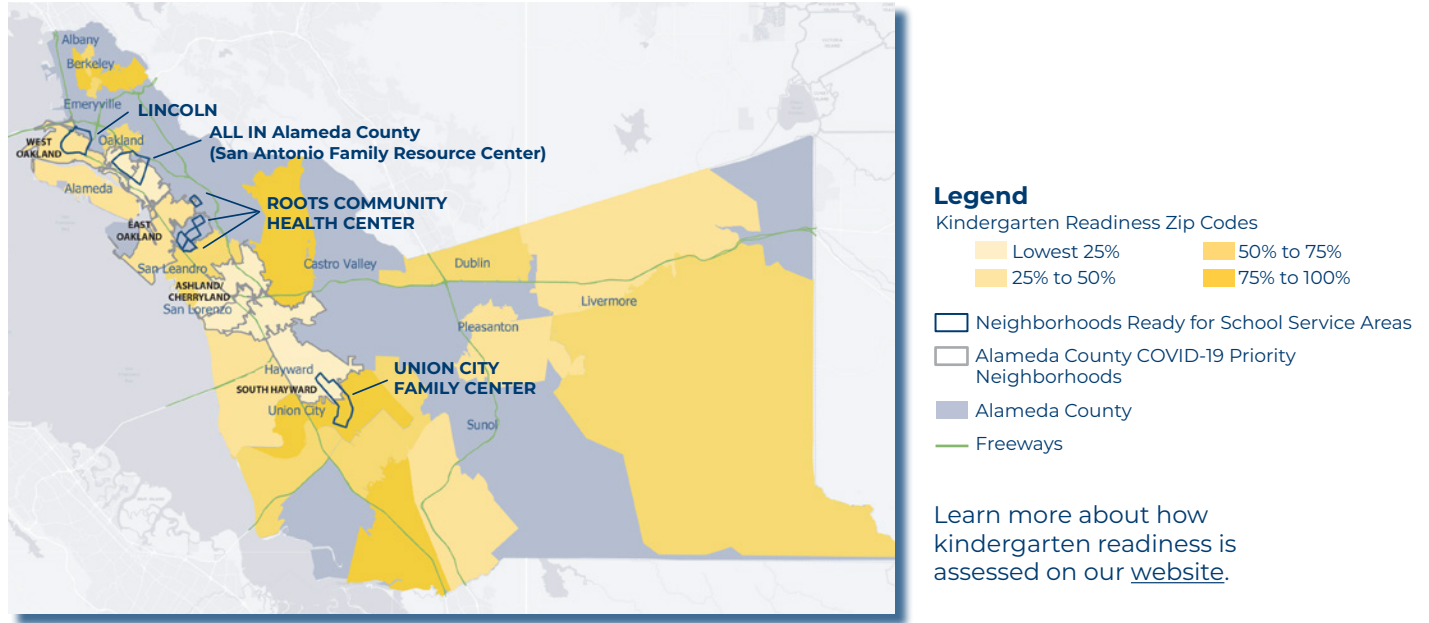 Albany
Berkeley
Emeryville
LINCOLN
ALL IN Alameda County
(San Antonio Family Resource Center)
WEST
OAKLAND
Oakland
Alameda
ROOTS COMMUNITY
HEALTH CENTER
EAST
OAKLAND
San Leandro
Castro Valley
Dublin
ASHLAND/
CHERRYLAND
San Lorenzo
Livermore
Pleasanton
Hayward
SOUTH HAYWARD
UNION CITY
FAMILY CENTER
Union City
Sunol
Legend
Kindergarten Readiness Zip Codes
Lowest 25%
50% to 75%
25% to 50%
75% to 100%
Neighborhoods Ready for School Service Areas
Alameda County COVID-19 Priority
Neighborhoods
Alameda County
Freeways
Learn more about how
kindergarten readiness is
assessed on our website.